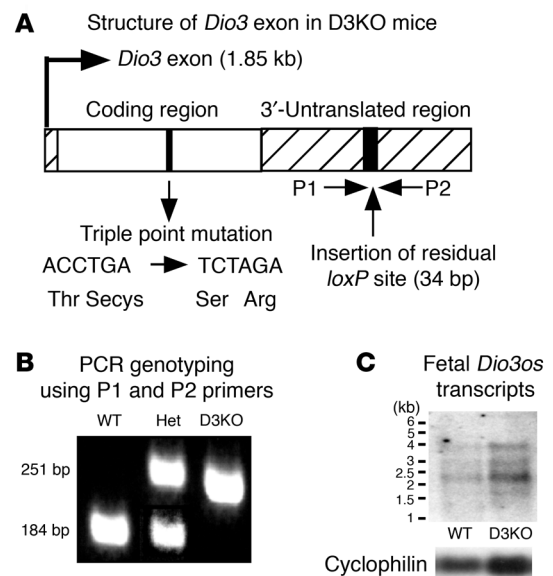 A
Structure of Dio3 exon in D3KO mice
Dio3 exon (1.85 kb)
Coding region
3′-Untranslated region
P1
P2
Triple point mutation
ACCTGA
TCTAGA
Thr Secys
Ser Arg
Insertion of residual
loxP site (34 bp)
B
PCR genotyping
using P1 and P2 primers
WT Het D3KO
251 bp
184 bp
C
Fetal Dio3os
transcripts
(kb)
6
5
4
3
2.5
2
1.5
1
WT D3KO
Cyclophilin